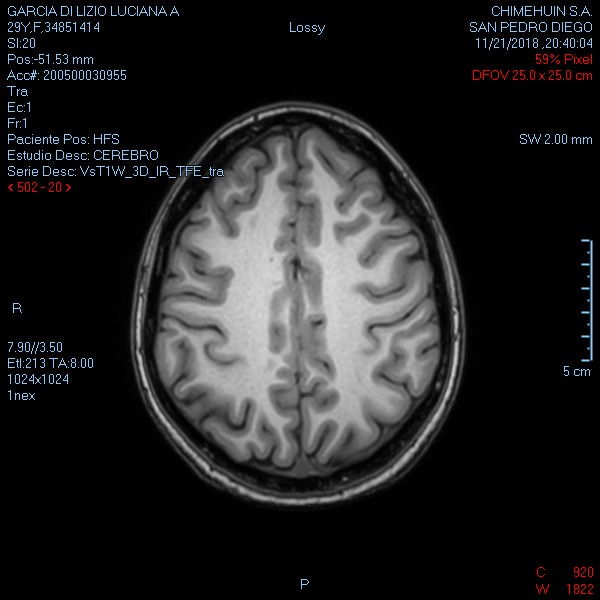 GARCIA DI LIZIO LUCIANA A
29Y,F,34851414
Sl:20
Pos:-51.53 mm
Acc#: 200500030955
Tra
Ec:1
Fr:1
Paciente Pos: HFS
Estudio Desc: CEREBRO
Serie Desc: VsT1W_3D_IR_TFE_tra
< 502 - 20 >
Lossy
CHIMEHUIN S.A.
SAN PEDRO DIEGO
11/21/2018 ,20:40:04
59% Pixel
DFOV 25.0 x 25.0 cm
SW 2.00 mm
R
5 cm
7.90//3.50
Etl:213 TA:8.00
1024x1024
1nex
P
C 920
W 1822